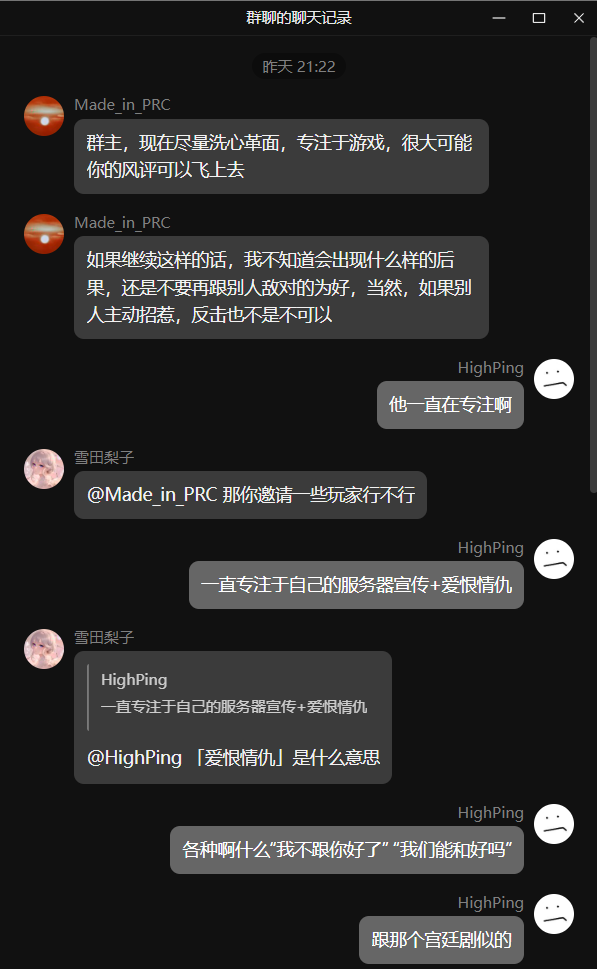 群聊的聊天记录
昨天 21:22
Made_in_PRC
群主，现在尽量洗心革面，专注于游戏，很大可能
你的风评可以飞上去
Made_in_PRC
如果继续这样的话，我不知道会出现什么样的后
果，还是不要再跟别人敌对的为好，当然，如果别
人主动招惹，反击也不是不可以
HighPing
他一直在专注啊
雪田梨子
@Made_in_PRC 那你邀请一些玩家行不行
HighPing
一直专注于自己的服务器宣传+爱恨情仇
雪田梨子
HighPing
一直专注于自己的服务器宣传+爱恨情仇
@HighPing 「爱恨情仇」是什么意思
HighPing
各种啊什么“我不跟你好了” “我们能和好吗”
HighPing
跟那个宫廷剧似的